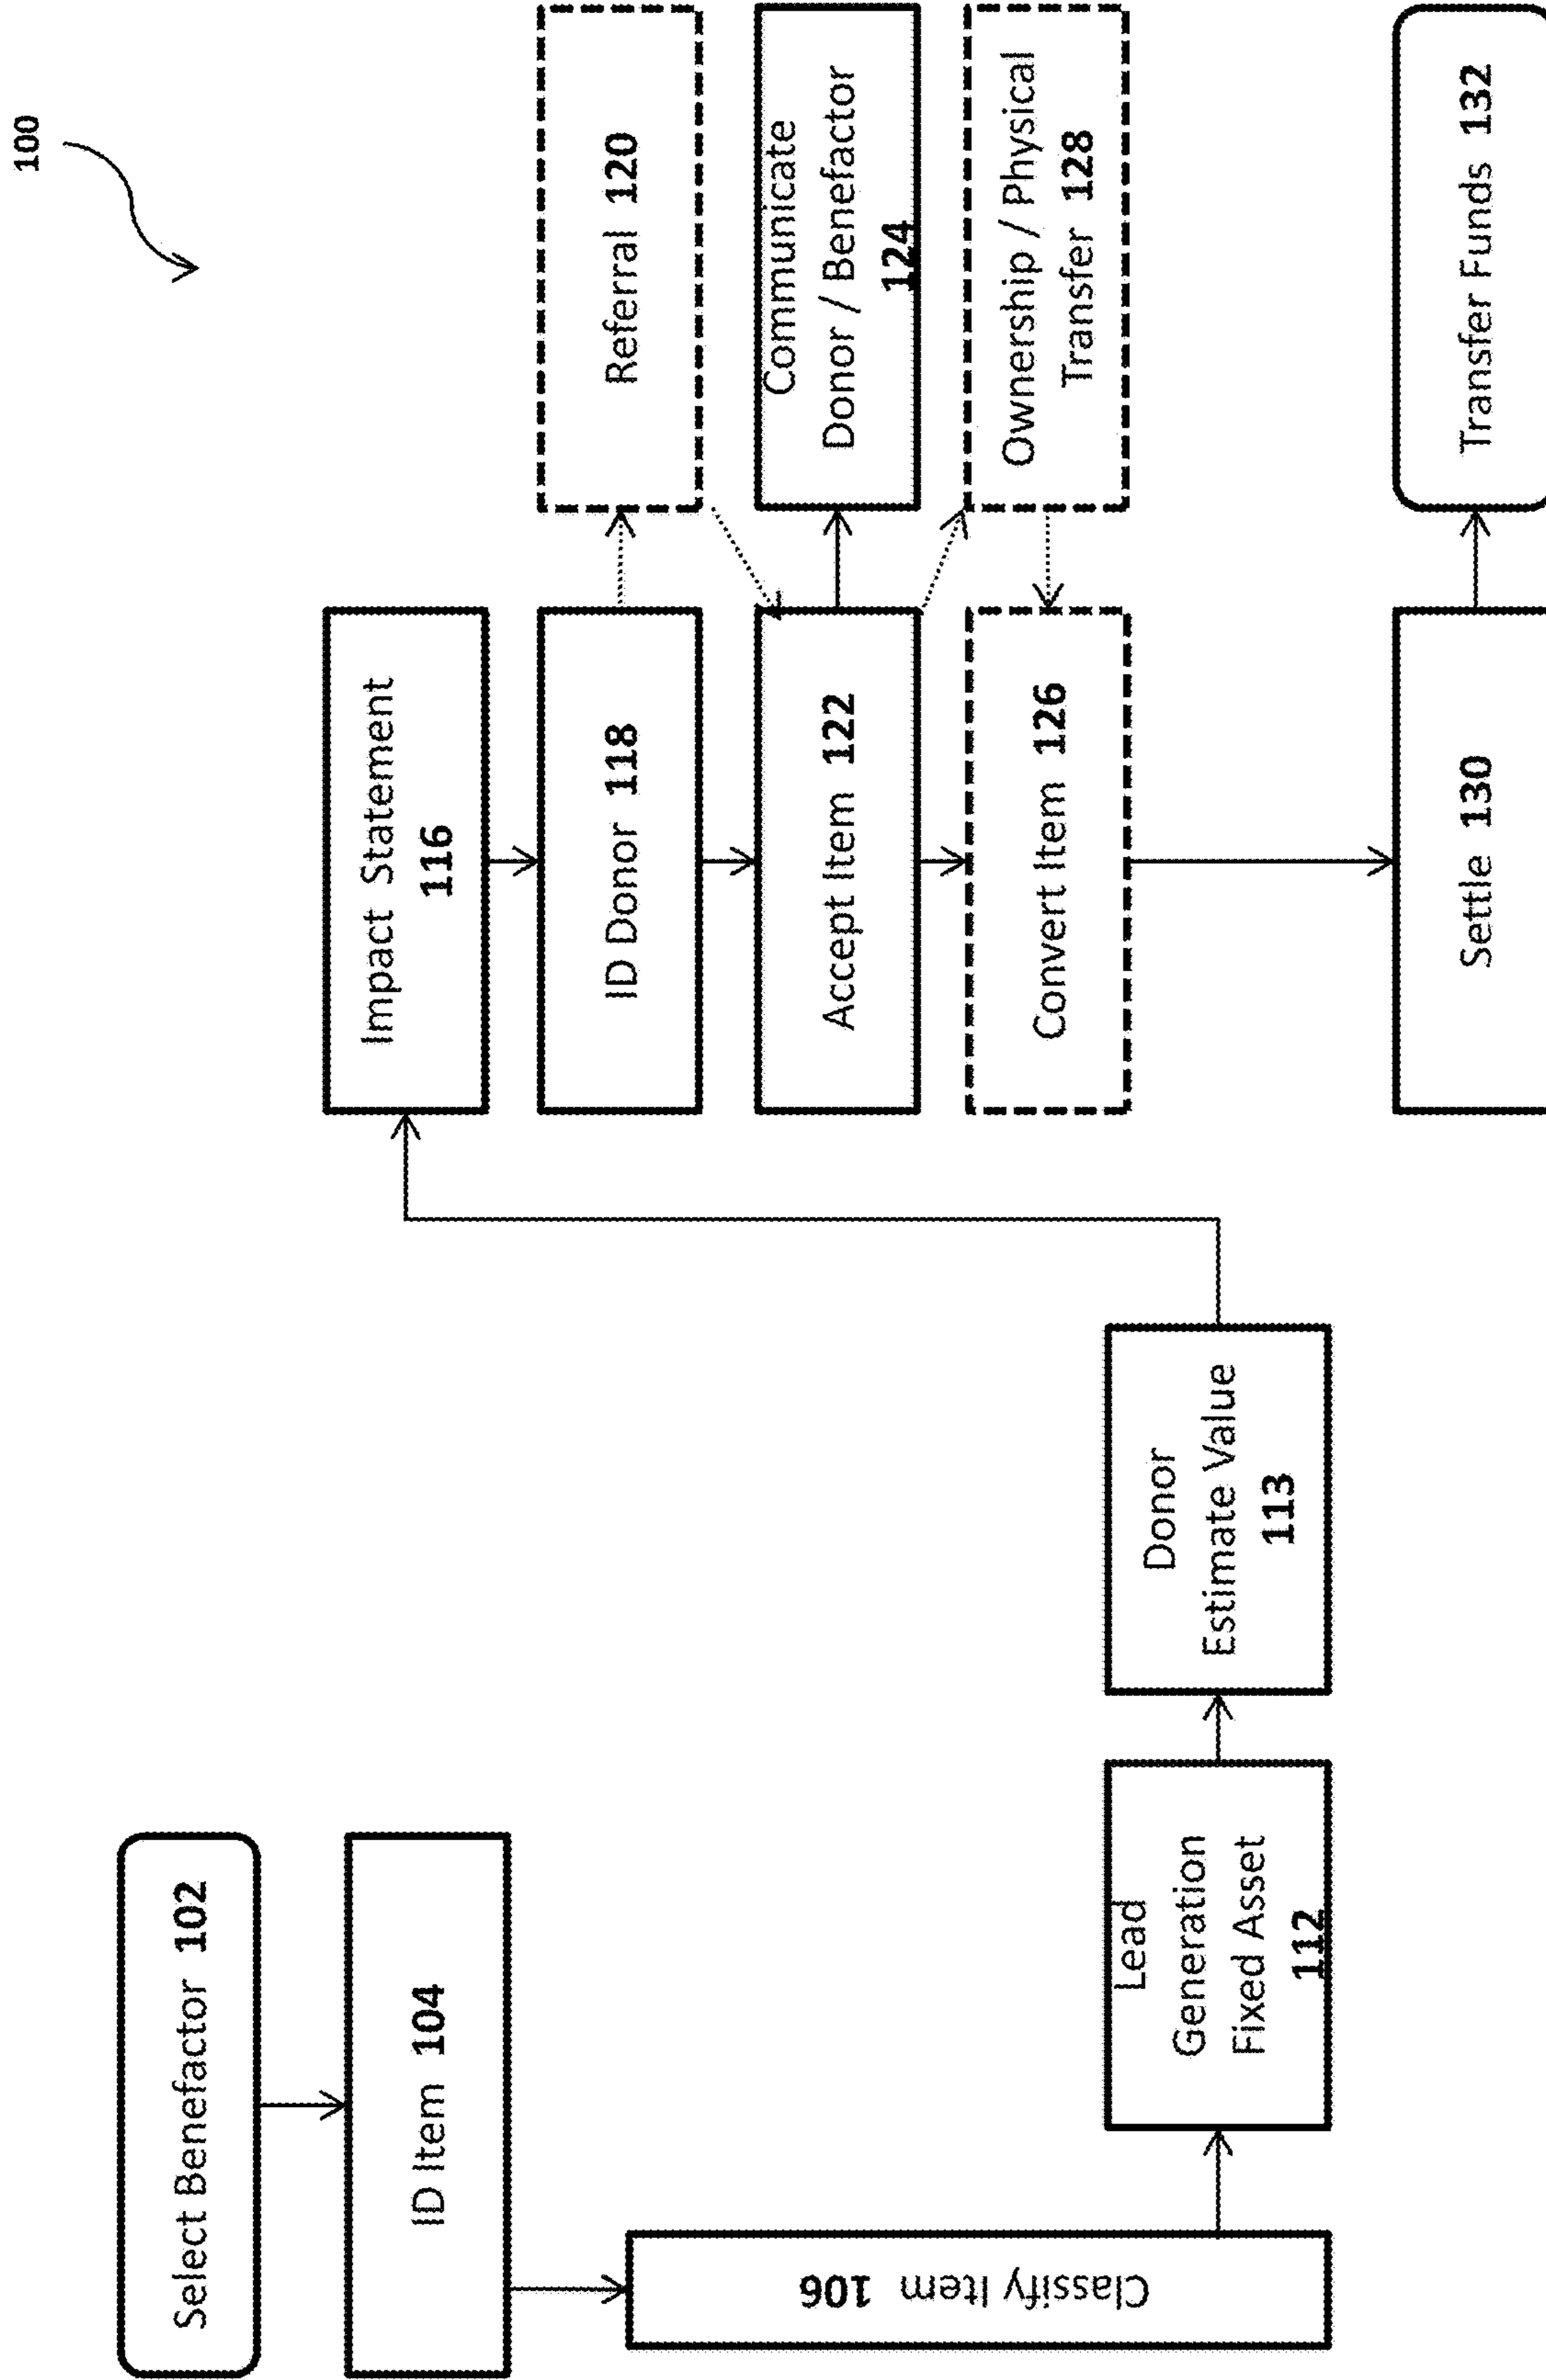 100
Select Benefactor 102
ID Item 104
Classify Item 106
Lead
Generation
Fixed Asset
112
Donor
Estimate Value
113
Impact Statement
116
ID Donor 118
Referral 120
Accept Item 122
Communicate
Donor / Benefactor
124
Convert Item 126
Ownership / Physical
Transfer 128
Settle 130
Transfer Funds 132